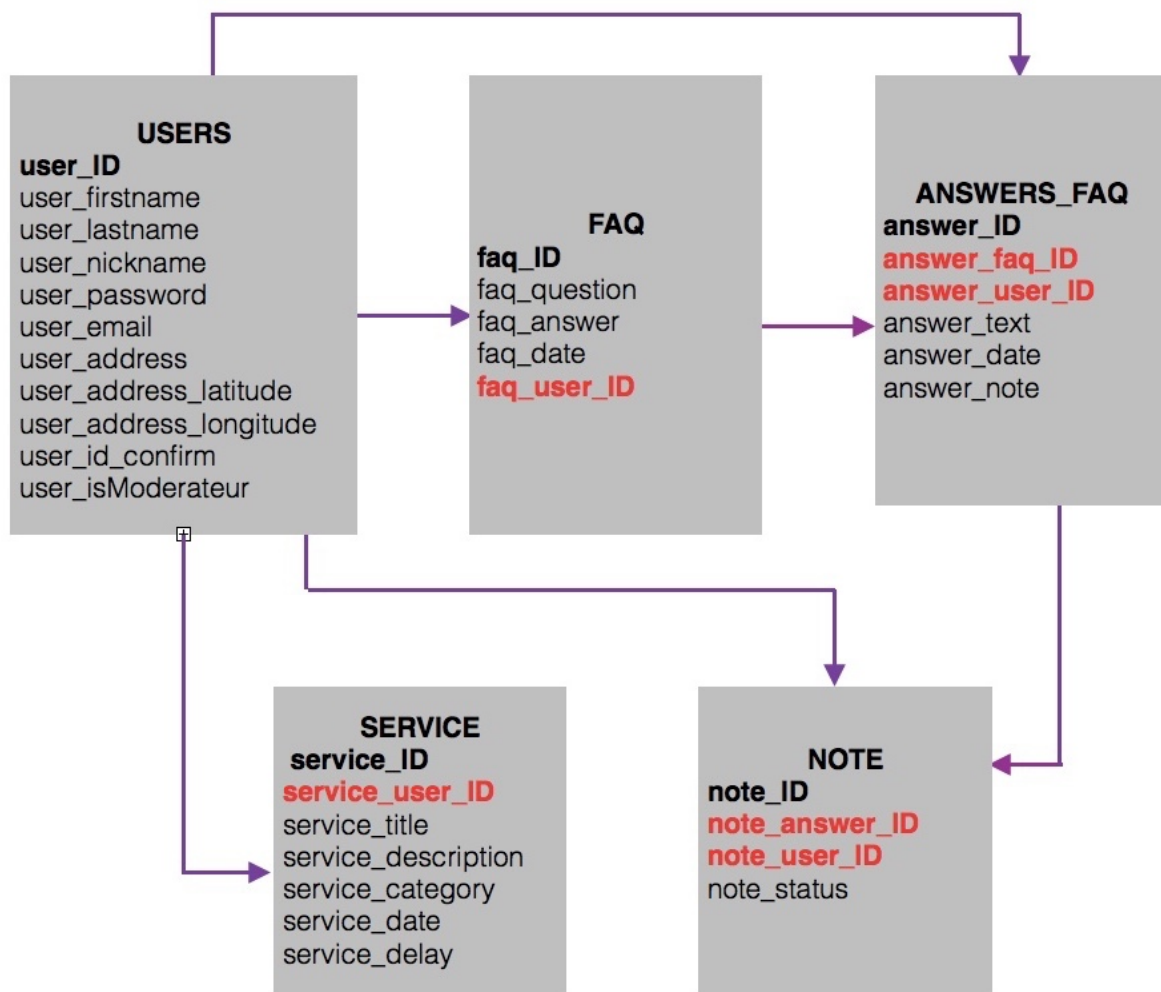 USERS
user_ID
user_firstname
user_lastname
user_nickname
user_password
user_email
user_address
user_address_latitude
user_address_longitude
user_id_confirm
user_isModerateur
FAQ
faq_ID
faq_question
faq_answer
faq_date
faq_user_ID
ANSWERS_FAQ
answer_ID
answer_faq_ID
answer_user_ID
answer_text
answer_date
answer_note
SERVICE
service_ID
service_user_ID
service_title
service_description
service_category
service_date
service_delay
NOTE
note_ID
note_answer_ID
note_user_ID
note_status